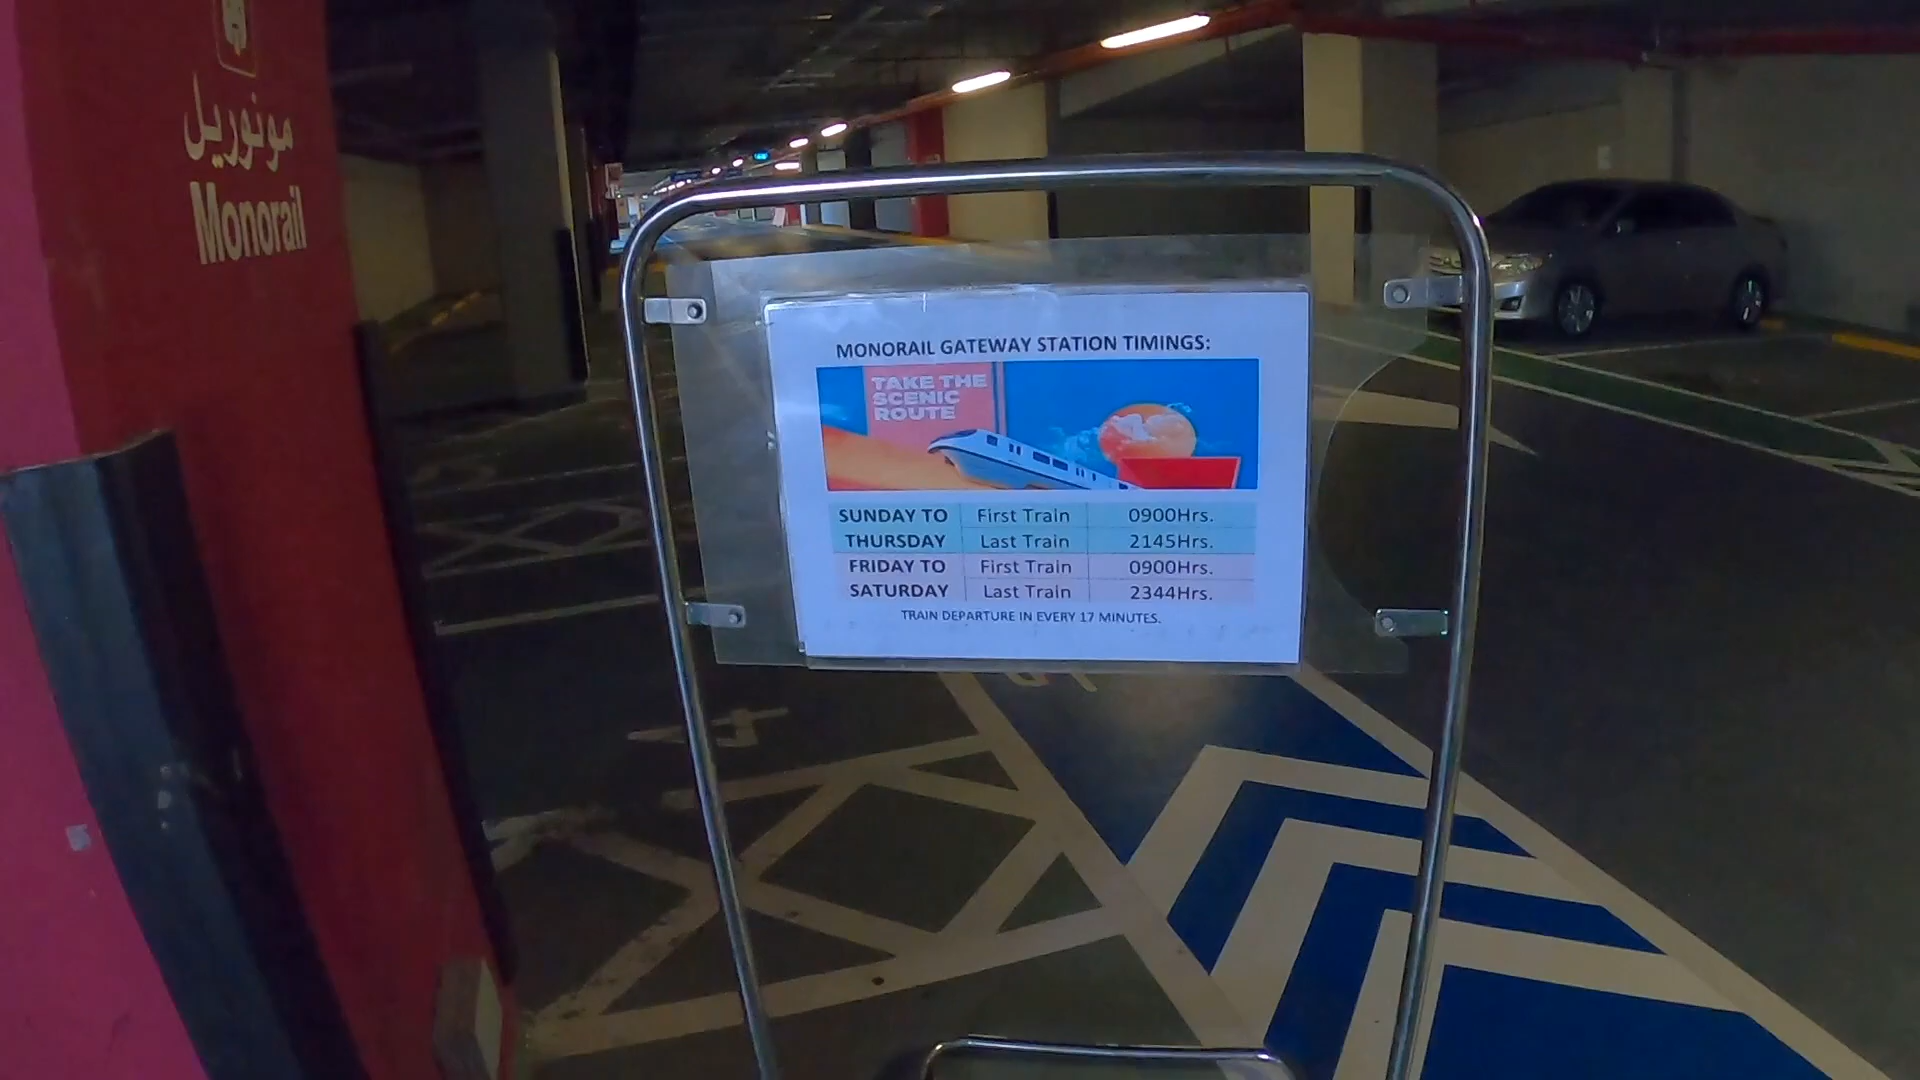 مونوريل
Monorail
MONORAIL GATEWAY STATION TIMINGS:
TAKE THE
SCENIC
ROUTE
SUNDAY TO First Train 0900Hrs.
THURSDAY Last Train 2145Hrs.
FRIDAY TO First Train 0900Hrs.
SATURDAY Last Train 2344Hrs.
TRAIN DEPARTURE IN EVERY 17 MINUTES.